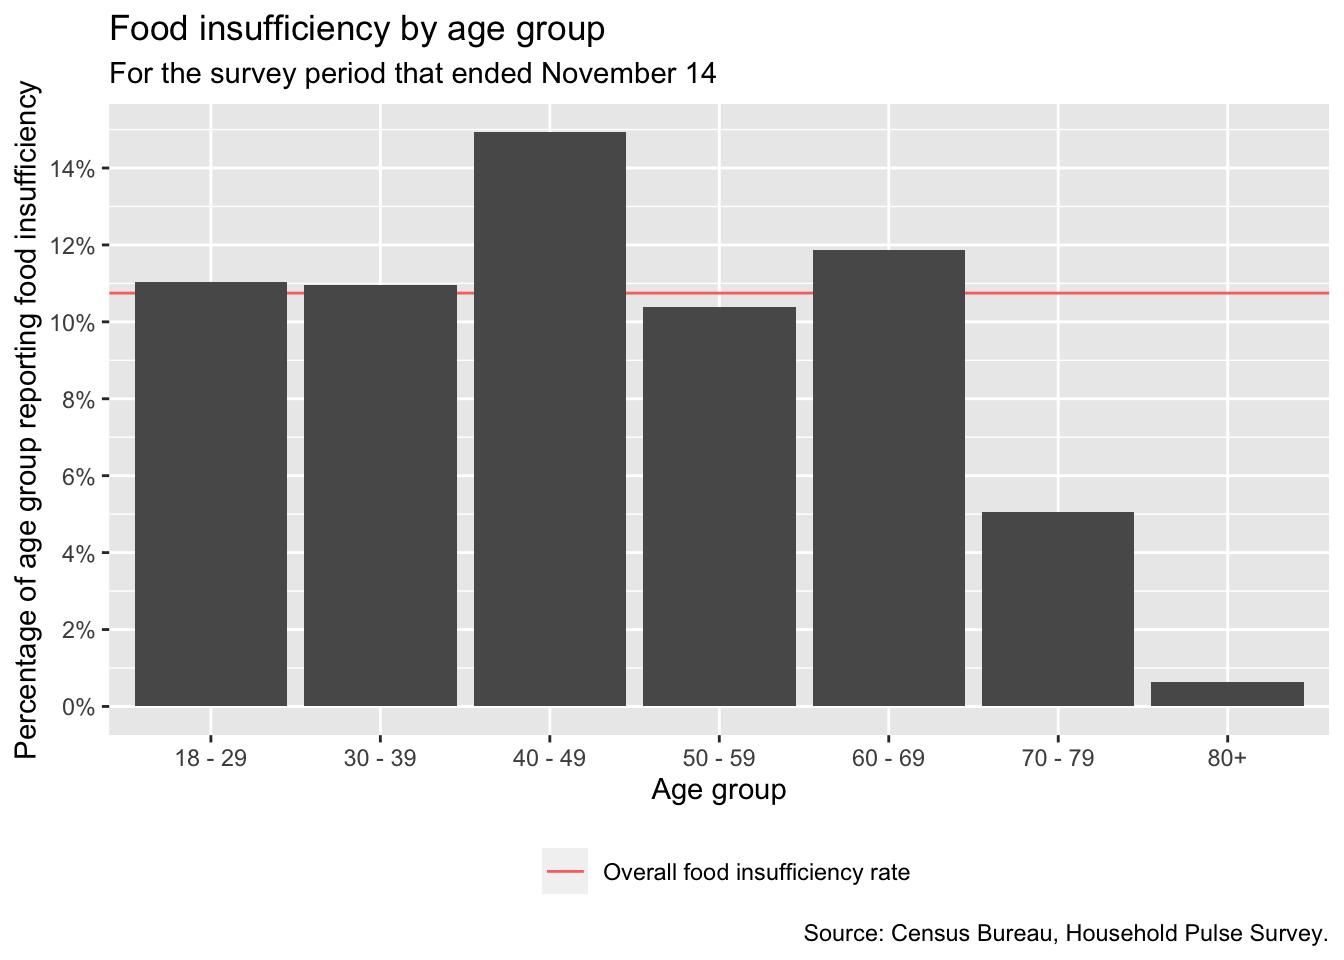 Food insufficiency by age group
For the survey period that ended November 14
Percentage of age group reporting food insufficiency
14%
12%
10%
8%
6%
4%
2%
0%
18 - 29
30 - 39
40 - 49
50 - 59
60 - 69
70 - 79
80+
Age group
Overall food insufficiency rate
Source: Census Bureau, Household Pulse Survey.